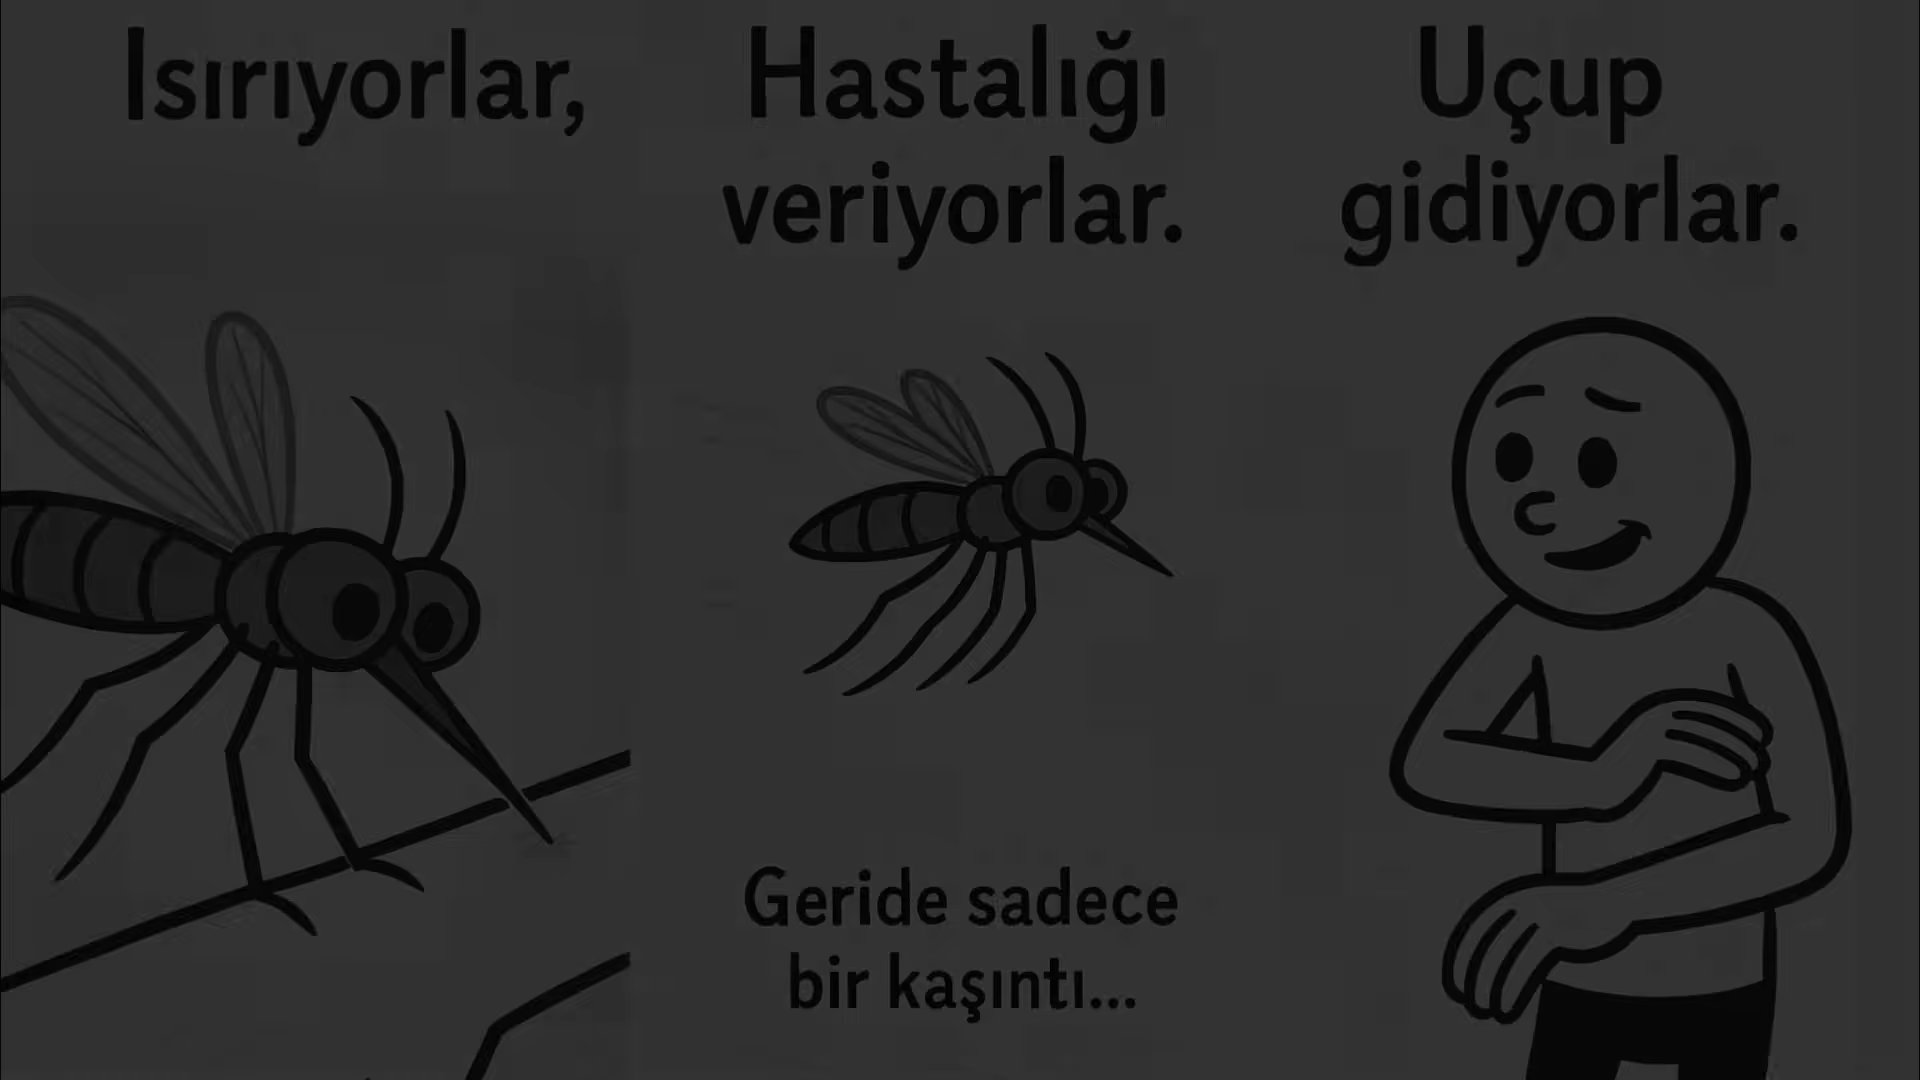 Isırıyorlar,
Hastalığı
veriyorlar.
Uçup
gidiyorlar.
Geride sadece
bir kaşıntı...